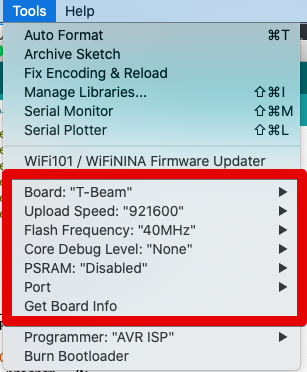 Tools Help
Auto Format ⌘T
Archive Sketch
Fix Encoding & Reload
Manage Libraries... ⇧⌘I
Serial Monitor ⇧⌘M
Serial Plotter ⇧⌘L
WiFi101 / WiFiNINA Firmware Updater
Board: "T-Beam"
Upload Speed: "921600"
Flash Frequency: "40MHz"
Core Debug Level: "None"
PSRAM: "Disabled"
Port
Get Board Info
Programmer: "AVR ISP"
Burn Bootloader